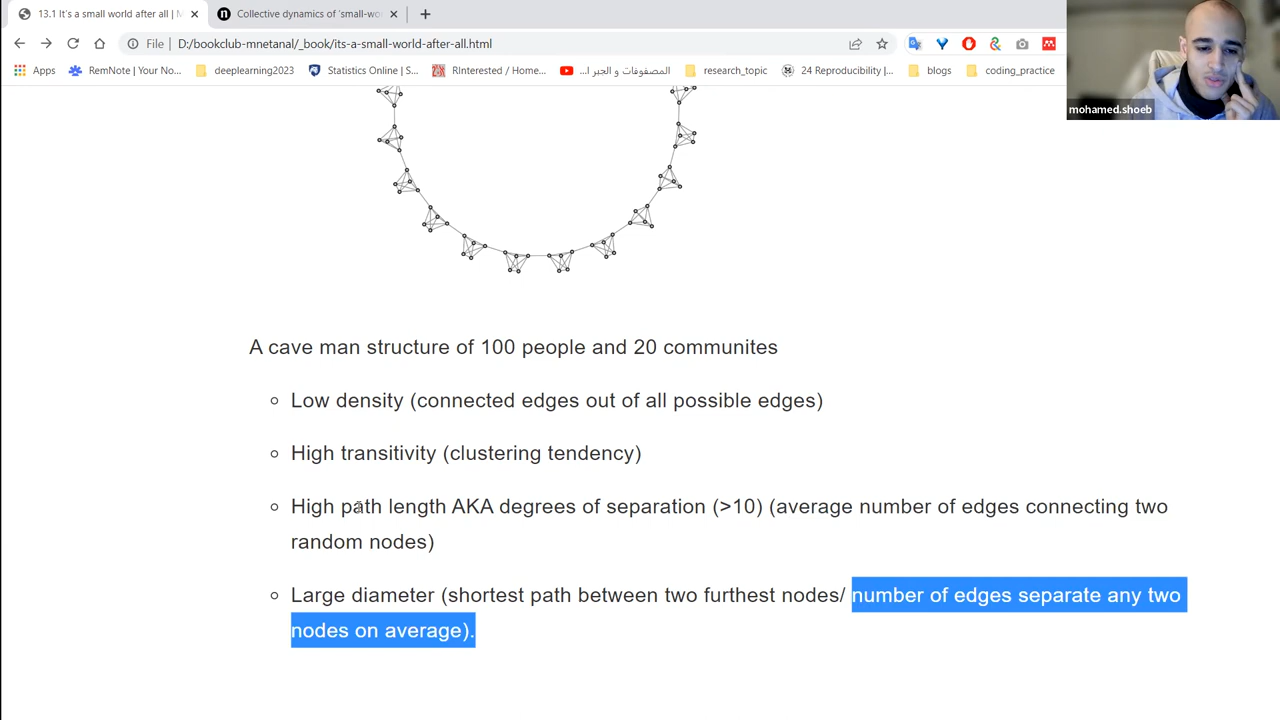 13.1 It's a small world after all | M
Collective dynamics of 'small-wo
File | D:/bookclub-mnetanal/_book/its-a-small-world-after-all.html
Apps
RemNote | Your No...
deeplearning2023
Statistics Online | S...
RInterested / Home...
المصفوفات و الجبر ا...
research_topic
24 Reproducibility |...
blogs
coding_practice
mohamed.shoeb
A cave man structure of 100 people and 20 communites
Low density (connected edges out of all possible edges)
High transitivity (clustering tendency)
High path length AKA degrees of separation (>10) (average number of edges connecting two
random nodes)
Large diameter (shortest path between two furthest nodes/ number of edges separate any two
nodes on average).